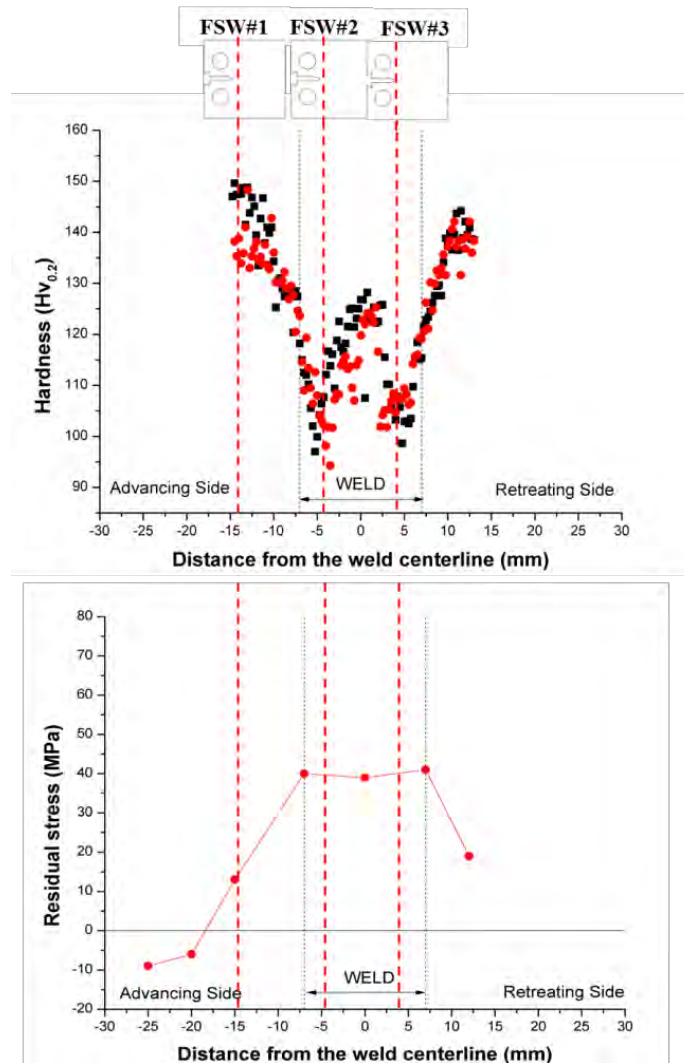 FSW#1 FSW#2 FSW#3
160
150
140
130
120
110
100
90
Hardness (Hv0.2)
WELD
Advancing Side Retreating Side
-30 -25 -20 -15 -10 -5 0 5 10 15 20 25 30
Distance from the weld centerline (mm)
80
70
60
50
40
30
20
10
0
-10
-20
Residual stress (MPa)
WELD
Advancing Side Retreating Side
-30 -25 -20 -15 -10 -5 0 5 10 15 20 25 30
Distance from the weld centerline (mm)